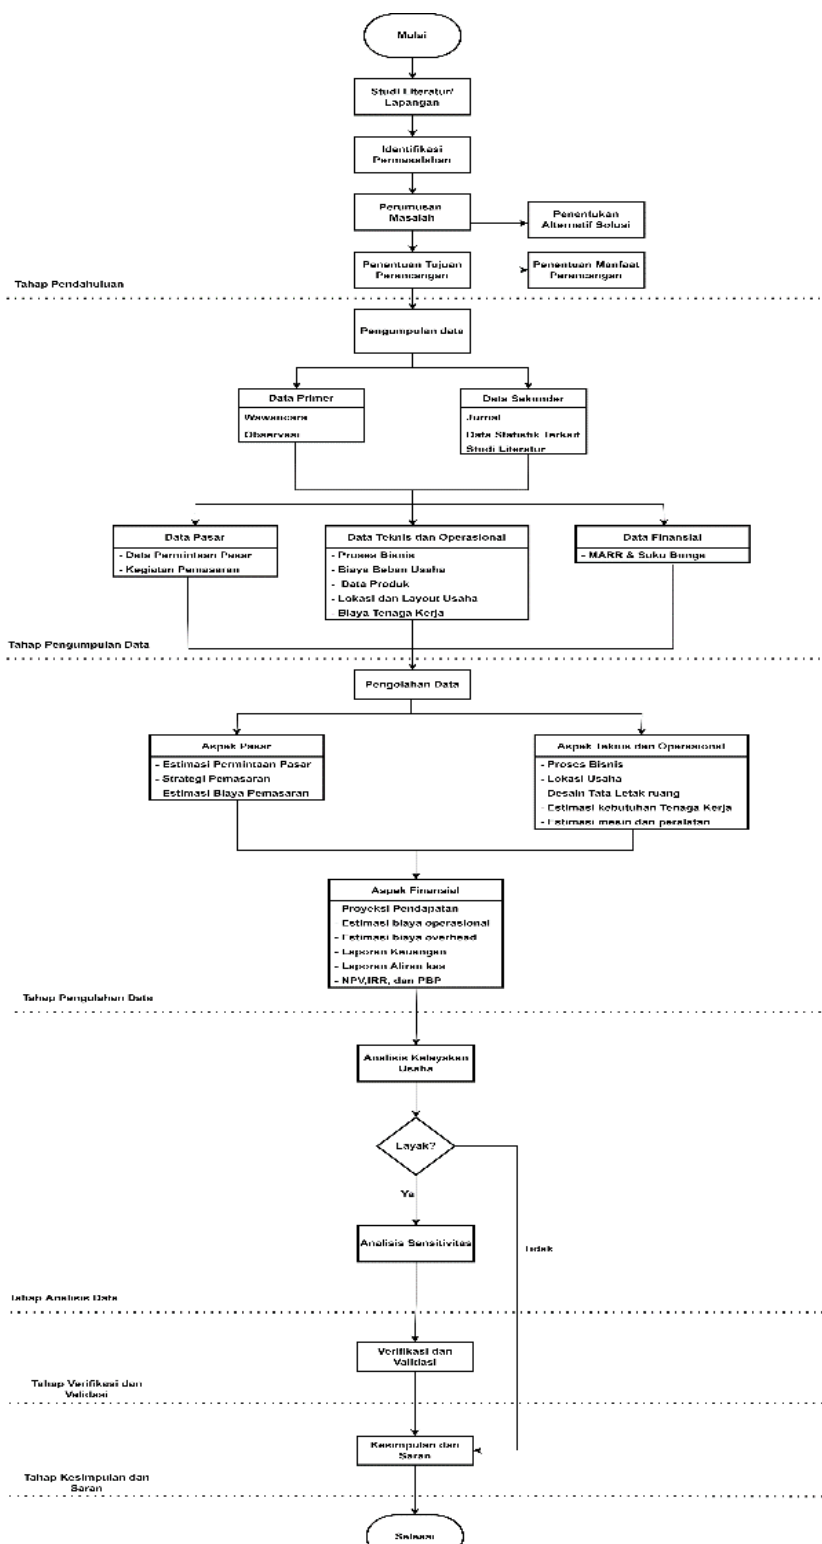 Mulai
Studi Literatur/
Lapangan
Identifikasi
Permasalahan
Perumusan
Masalah
Penentukan
Alternatif Solusi
Penentuan Tujuan
Perancangan
Penentuan Manfaat
Perancangan
Tahap Pendahuluan
Pengumpulan data
Data Primer
Wawancara
Observasi
Data Sekunder
Jurnal
Data Statistik Terkait
Studi Literatur
Data Pasar
- Data Permintaan Pasar
- Kegiatan Pemasaran
Data Teknis dan Operasional
- Proses Bisnis
- Biaya Beban Usaha
- Data Produk
- Lokasi dan Layout Usaha
- Biaya Tenaga Kerja
Data Finansial
- MARR & Suku Bunga
Tahap Pengumpulan Data
Pengolahan Data
Aspek Pasar
- Estimasi Permintaan Pasar
- Strategi Pemasaran
Estimasi Biaya Pemasaran
Aspek Teknis dan Operasional
- Proses Bisnis
- Lokasi Usaha
Desain Tata Letak ruang
- Estimasi kebutuhan Tenaga Kerja
- Estimasi mesin dan peralatan
Aspek Finansial
Proyeksi Pendapatan
Estimasi biaya operasional
- Estimasi biaya overhead
- Laporan Keuangan
- Laporan Aliran kas
- NPV,IRR, dan PBP
Tahap Pengolahan Data
Analisis Kelayakan
Usaha
Layak?
Ya
Analisis Sensitivitas
Tidak
Tahap Analisis Data
Verifikasi dan
Validasi
Tahap Verifikasi dan
Validasi
Kesimpulan dan
Saran
Tahap Kesimpulan dan
Saran
Selesai